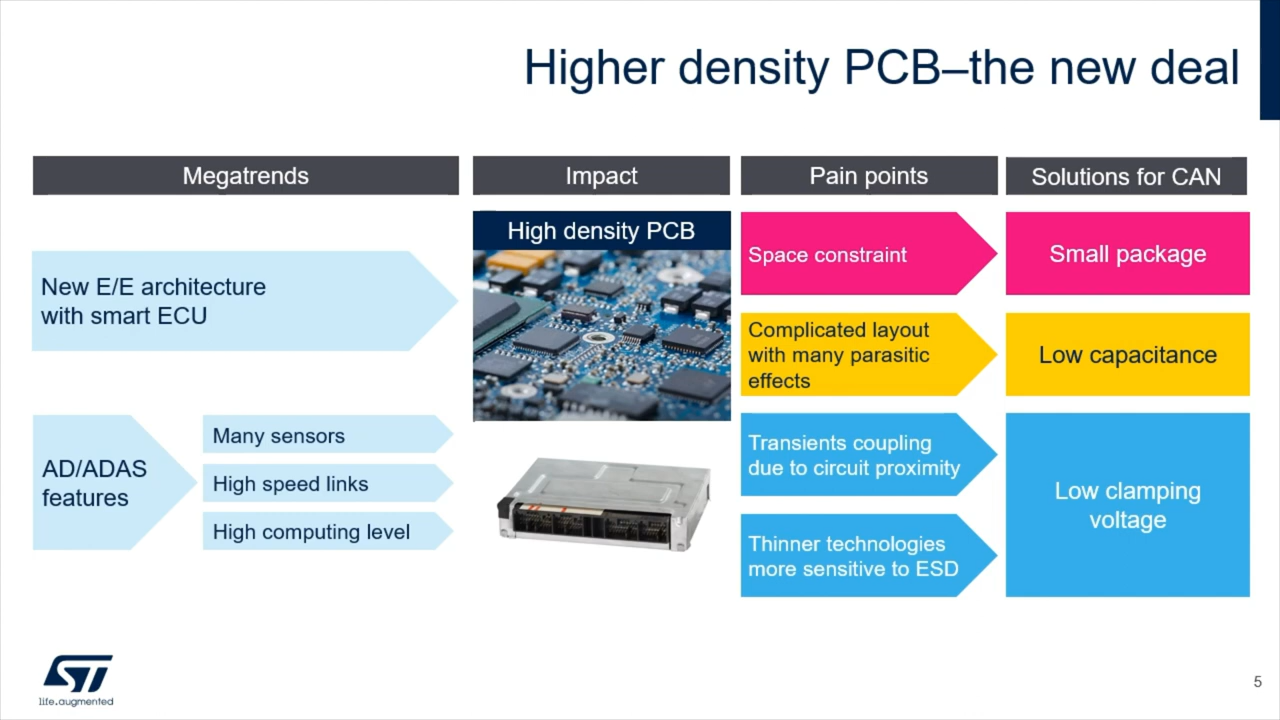 Higher density PCB–the new deal
Megatrends
Impact
Pain points
Solutions for CAN
New E/E architecture
with smart ECU
AD/ADAS
features
Many sensors
High speed links
High computing level
High density PCB
Space constraint
Complicated layout
with many parasitic
effects
Transients coupling
due to circuit proximity
Thinner technologies
more sensitive to ESD
Small package
Low capacitance
Low clamping
voltage
ST
life.augmented
5